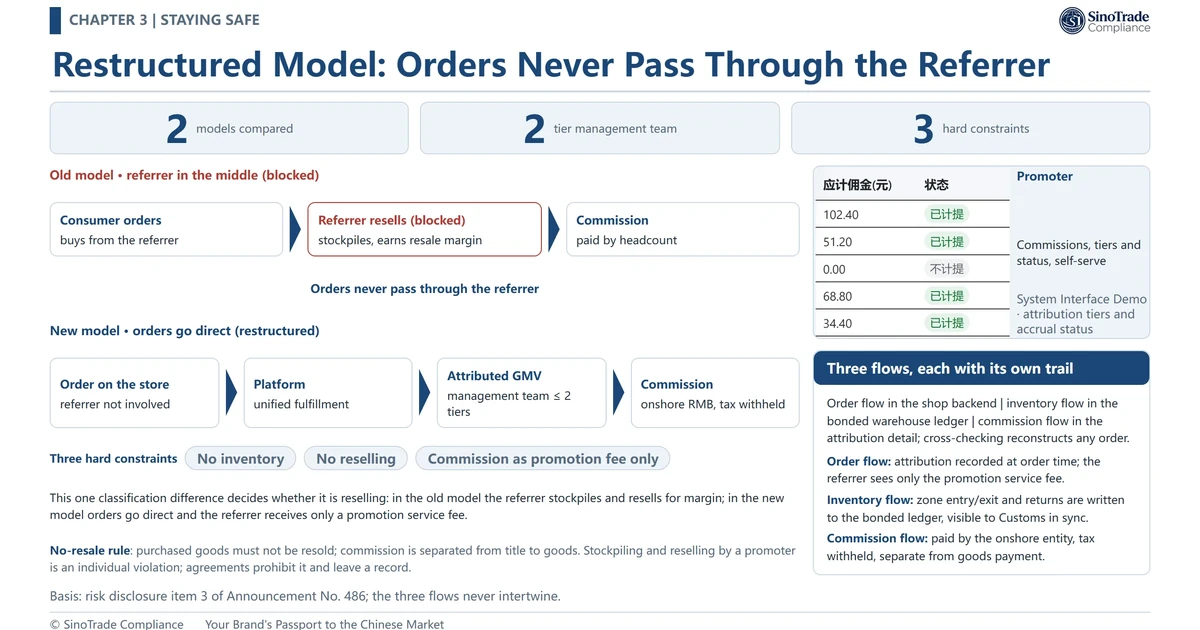 CHAPTER 3 | STAYING SAFE
SinoTrade
Compliance
Restructured Model: Orders Never Pass Through the Referrer
2 models compared
2 tier management team
3 hard constraints
Old model • referrer in the middle (blocked)
Consumer orders
buys from the referrer
Referrer resells (blocked)
stockpiles, earns resale margin
Commission
paid by headcount
Orders never pass through the referrer
New model • orders go direct (restructured)
Order on the store
referrer not involved
Platform
unified fulfillment
Attributed GMV
management team ≤ 2
tiers
Commission
onshore RMB, tax withheld
Three hard constraints
No inventory
No reselling
Commission as promotion fee only
This one classification difference decides whether it is reselling: in the old model the referrer stockpiles and resells for margin; in the new
model orders go direct and the referrer receives only a promotion service fee.
No-resale rule: purchased goods must not be resold; commission is separated from title to goods. Stockpiling and reselling by a promoter
is an individual violation; agreements prohibit it and leave a record.
Basis: risk disclosure item 3 of Announcement No. 486; the three flows never intertwine.
应计佣金(元) 状态
102.40 已计提
51.20 已计提
0.00 不计提
68.80 已计提
34.40 已计提
Promoter
Commissions, tiers and
status, self-serve
System Interface Demo
· attribution tiers and
accrual status
Three flows, each with its own trail
Order flow in the shop backend | inventory flow in the
bonded warehouse ledger | commission flow in the
attribution detail; cross-checking reconstructs any order.
Order flow: attribution recorded at order time; the
referrer sees only the promotion service fee.
Inventory flow: zone entry/exit and returns are written
to the bonded ledger, visible to Customs in sync.
Commission flow: paid by the onshore entity, tax
withheld, separate from goods payment.
© SinoTrade Compliance
Your Brand's Passport to the Chinese Market